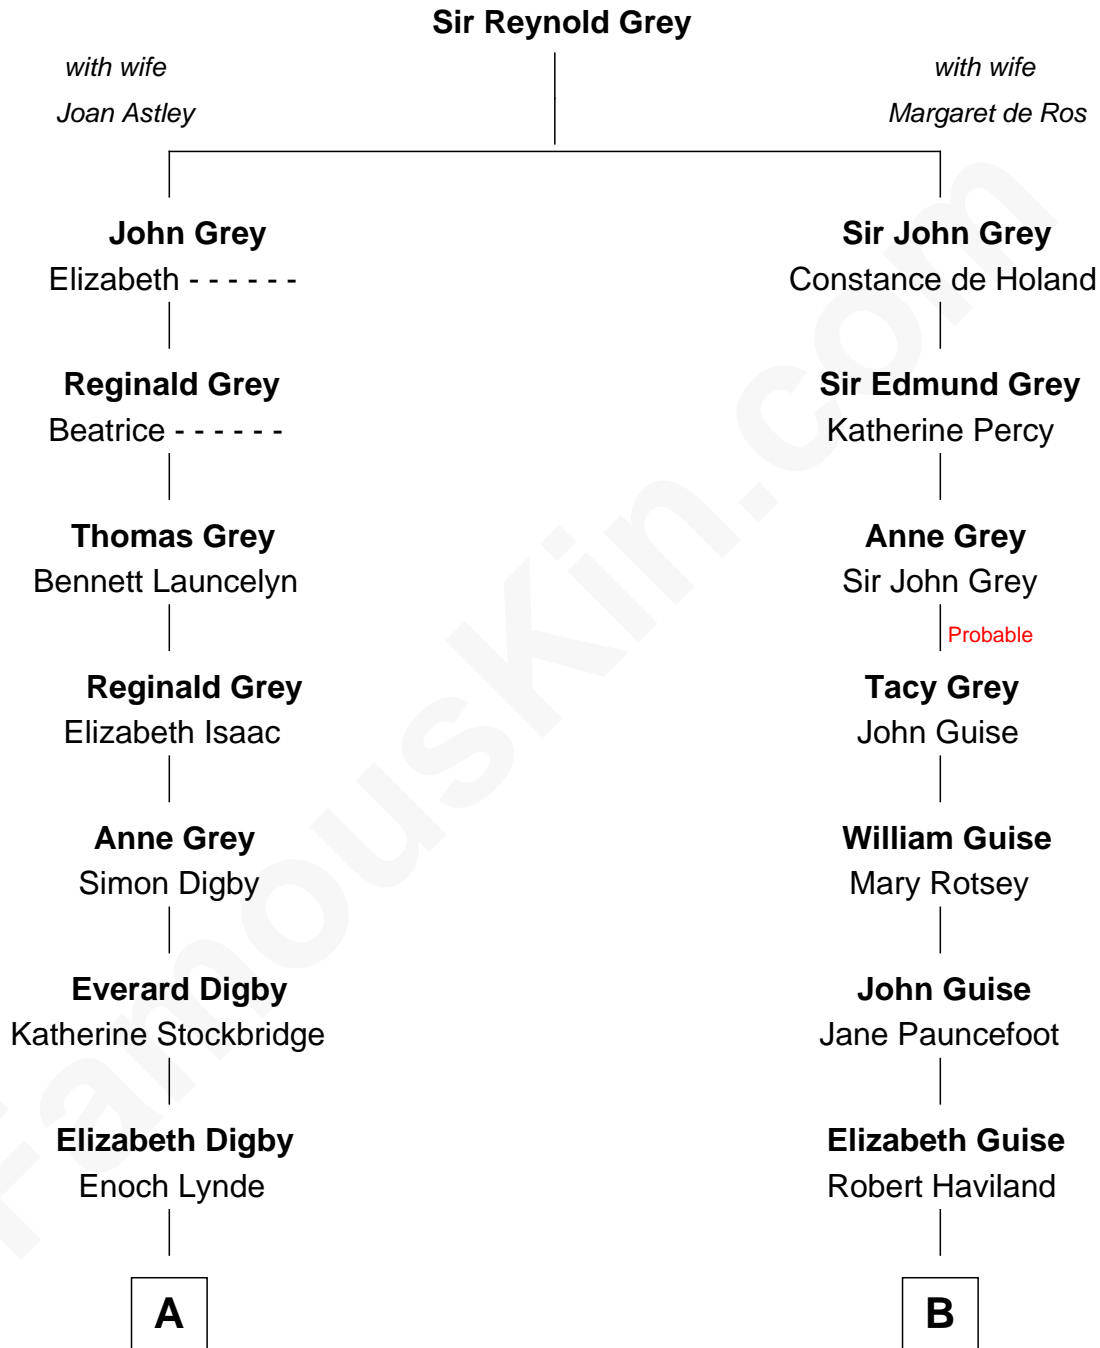 Sir Reynold Grey
with wife
Joan Astley
with wife
Margaret de Ros
John Grey
Elizabeth - - - - - -
Sir John Grey
Constance de Holand
Reginald Grey
Beatrice - - - - - -
Sir Edmund Grey
Katherine Percy
Thomas Grey
Bennett Launcelyn
Anne Grey
Sir John Grey
Probable
Reginald Grey
Elizabeth Isaac
Tacy Grey
John Guise
Anne Grey
Simon Digby
William Guise
Mary Rotsey
Everard Digby
Katherine Stockbridge
John Guise
Jane Pauncefoot
Elizabeth Digby
Enoch Lynde
Elizabeth Guise
Robert Haviland
A
B
FamousKin.com